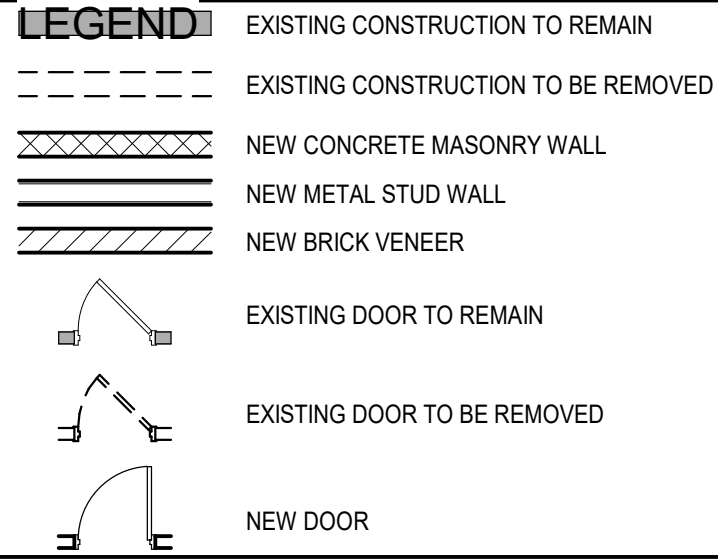 LEGEND
EXISTING CONSTRUCTION TO REMAIN
EXISTING CONSTRUCTION TO BE REMOVED
NEW CONCRETE MASONRY WALL
NEW METAL STUD WALL
NEW BRICK VENEER
EXISTING DOOR TO REMAIN
EXISTING DOOR TO BE REMOVED
NEW DOOR